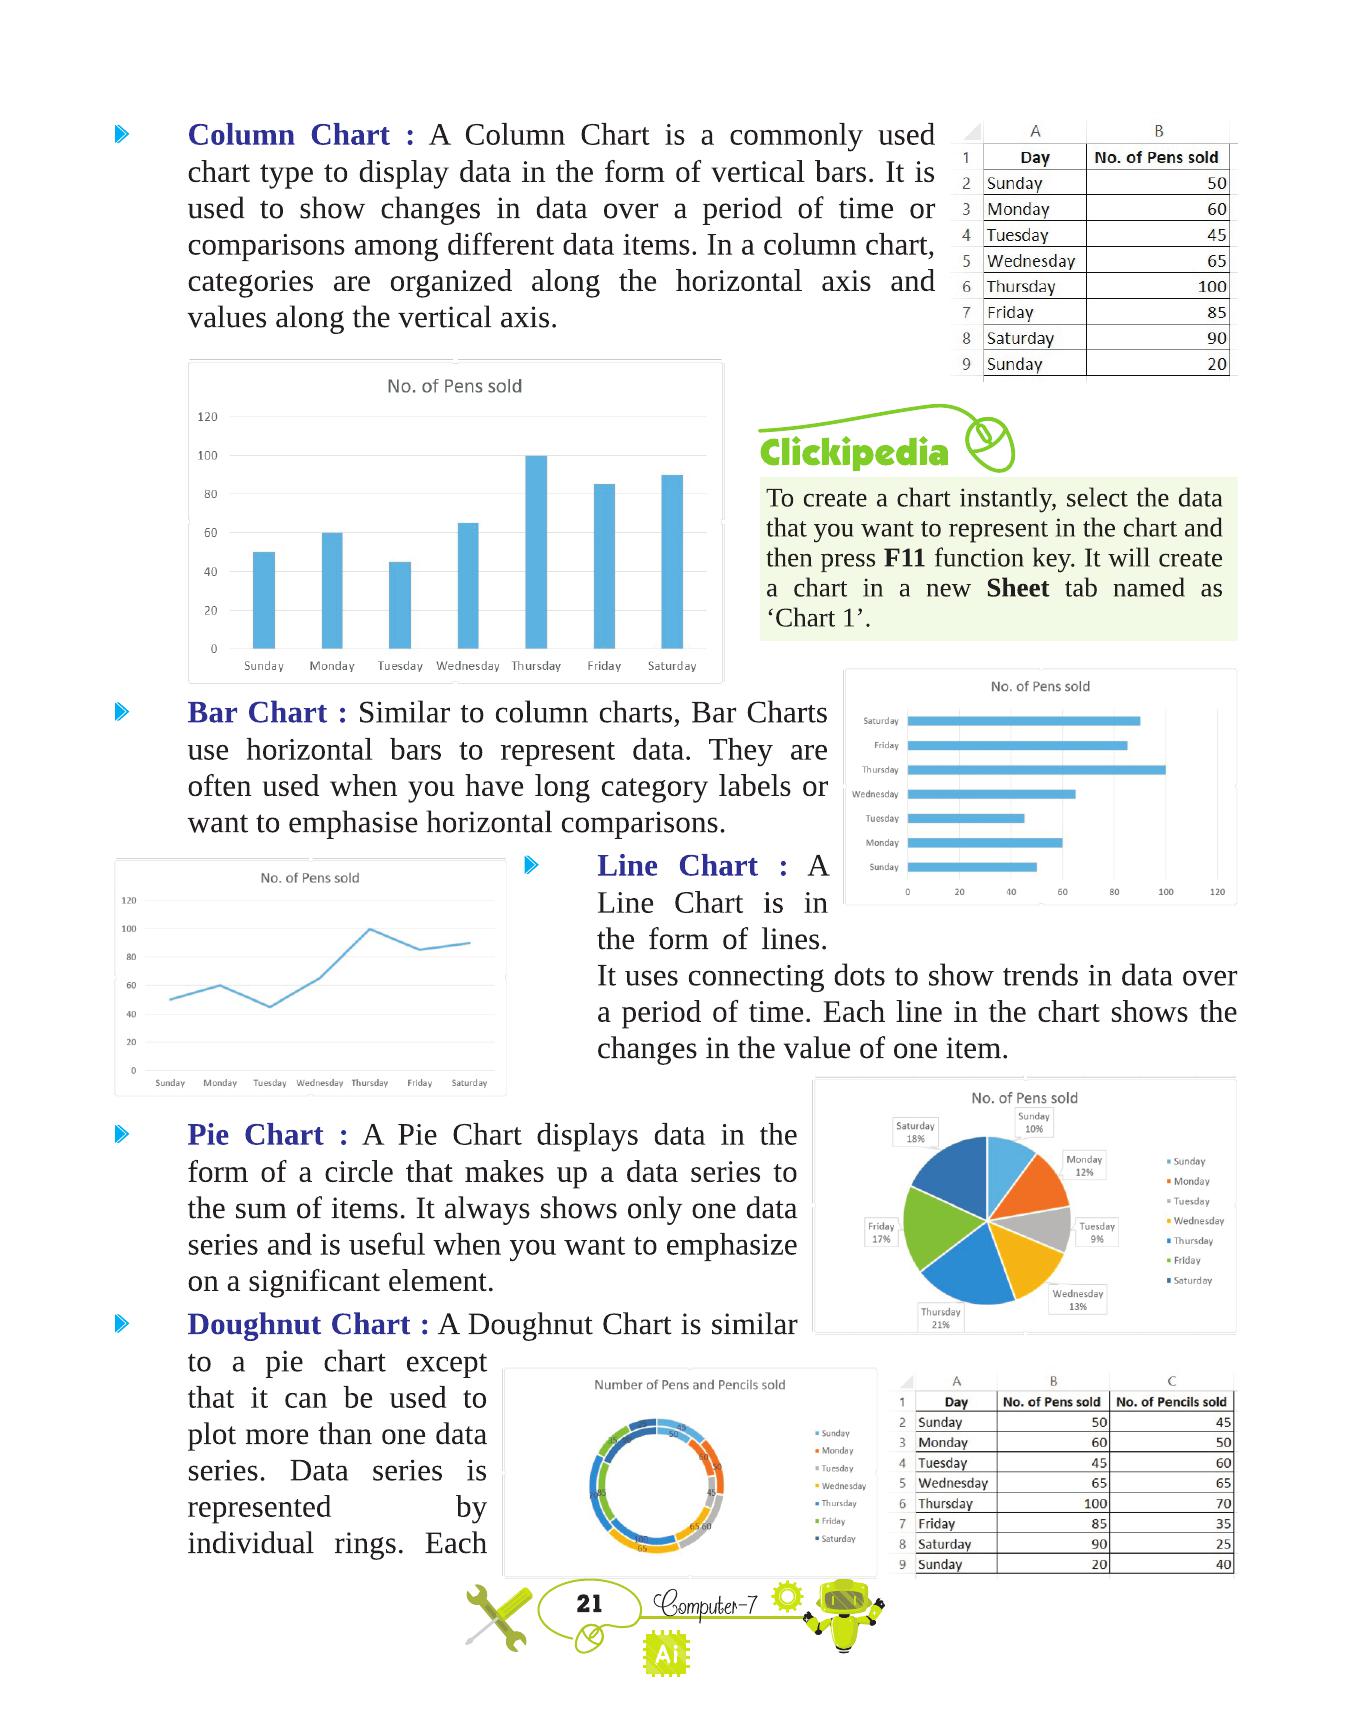 Column Chart : A Column Chart is a commonly used
chart type to display data in the form of vertical bars. It is
used to show changes in data over a period of time or
comparisons among different data items. In a column chart,
categories are organized along the horizontal axis and
values along the vertical axis.
A B
1 Day No. of Pens sold
2 Sunday 50
3 Monday 60
4 Tuesday 45
5 Wednesday 65
6 Thursday 100
7 Friday 85
8 Saturday 90
9 Sunday 20
No. of Pens sold
120
100
80
60
40
20
0
Sunday Monday Tuesday Wednesday Thursday Friday Saturday
Clickipedia
To create a chart instantly, select the data
that you want to represent in the chart and
then press F11 function key. It will create
a chart in a new Sheet tab named as
‘Chart 1’.
Bar Chart : Similar to column charts, Bar Charts
use horizontal bars to represent data. They are
often used when you have long category labels or
want to emphasise horizontal comparisons.
No. of Pens sold
Saturday
Friday
Thursday
Wednesday
Tuesday
Monday
Sunday
0 20 40 60 80 100 120
No. of Pens sold
120
100
80
60
40
20
0
Sunday Monday Tuesday Wednesday Thursday Friday Saturday
Line Chart : A
Line Chart is in
the form of lines.
It uses connecting dots to show trends in data over
a period of time. Each line in the chart shows the
changes in the value of one item.
Pie Chart : A Pie Chart displays data in the
form of a circle that makes up a data series to
the sum of items. It always shows only one data
series and is useful when you want to emphasize
on a significant element.
No. of Pens sold
Sunday
10%
Monday
12%
Tuesday
9%
Wednesday
13%
Thursday
21%
Friday
17%
Saturday
18%
Sunday
Monday
Tuesday
Wednesday
Thursday
Friday
Saturday
Doughnut Chart : A Doughnut Chart is similar
to a pie chart except
that it can be used to
plot more than one data
series. Data series is
represented by
individual rings. Each
Number of Pens and Pencils sold
45
50
60
50
45
65 60
100
65
85
Sunday
Monday
Tuesday
Wednesday
Thursday
Friday
Saturday
A B C
1 Day No. of Pens sold No. of Pencils sold
2 Sunday 50 45
3 Monday 60 50
4 Tuesday 45 60
5 Wednesday 65 65
6 Thursday 100 70
7 Friday 85 35
8 Saturday 90 25
9 Sunday 20 40
21 Computer-7
Ai